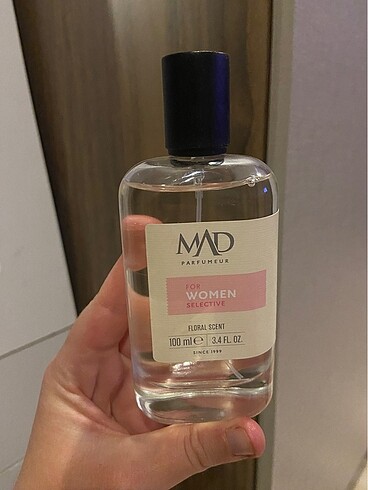 MAD
PARFUMEUR
FOR
WOMEN
SELECTIVE
FLORAL SCENT
100 ml ℮ 3.4 FL. OZ.
SINCE 1999